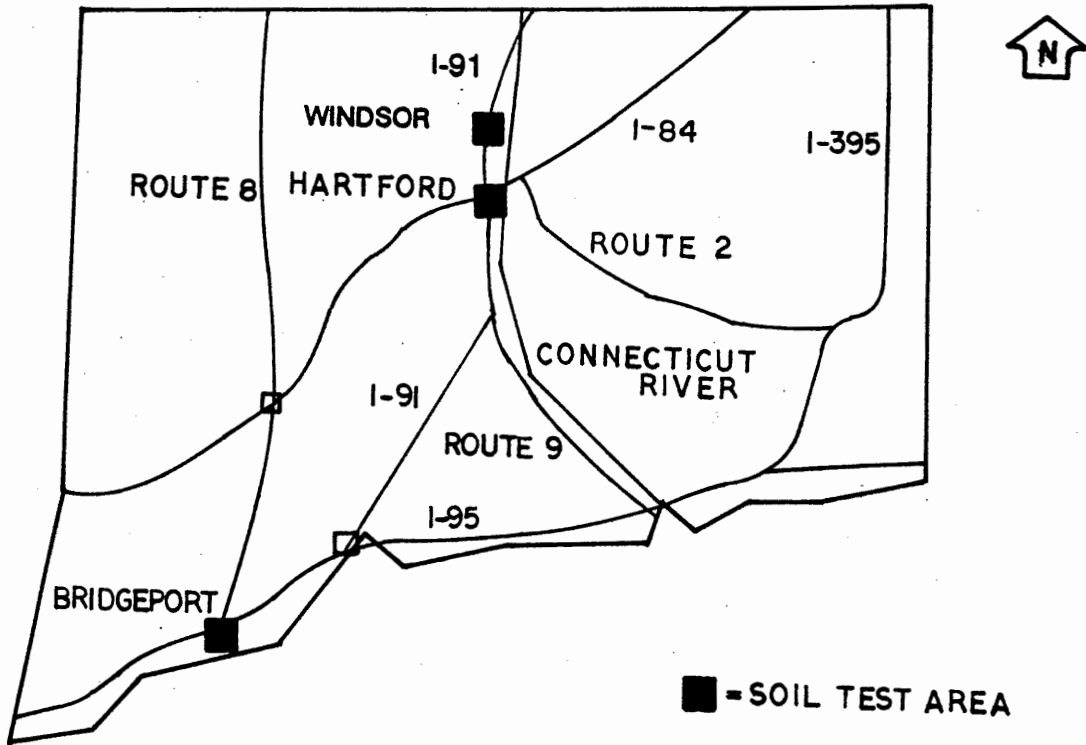 N
I-91
WINDSOR
I-84
I-395
ROUTE 8
HARTFORD
ROUTE 2
CONNECTICUT
RIVER
I-91
ROUTE 9
I-95
BRIDGEPORT
= SOIL TEST AREA